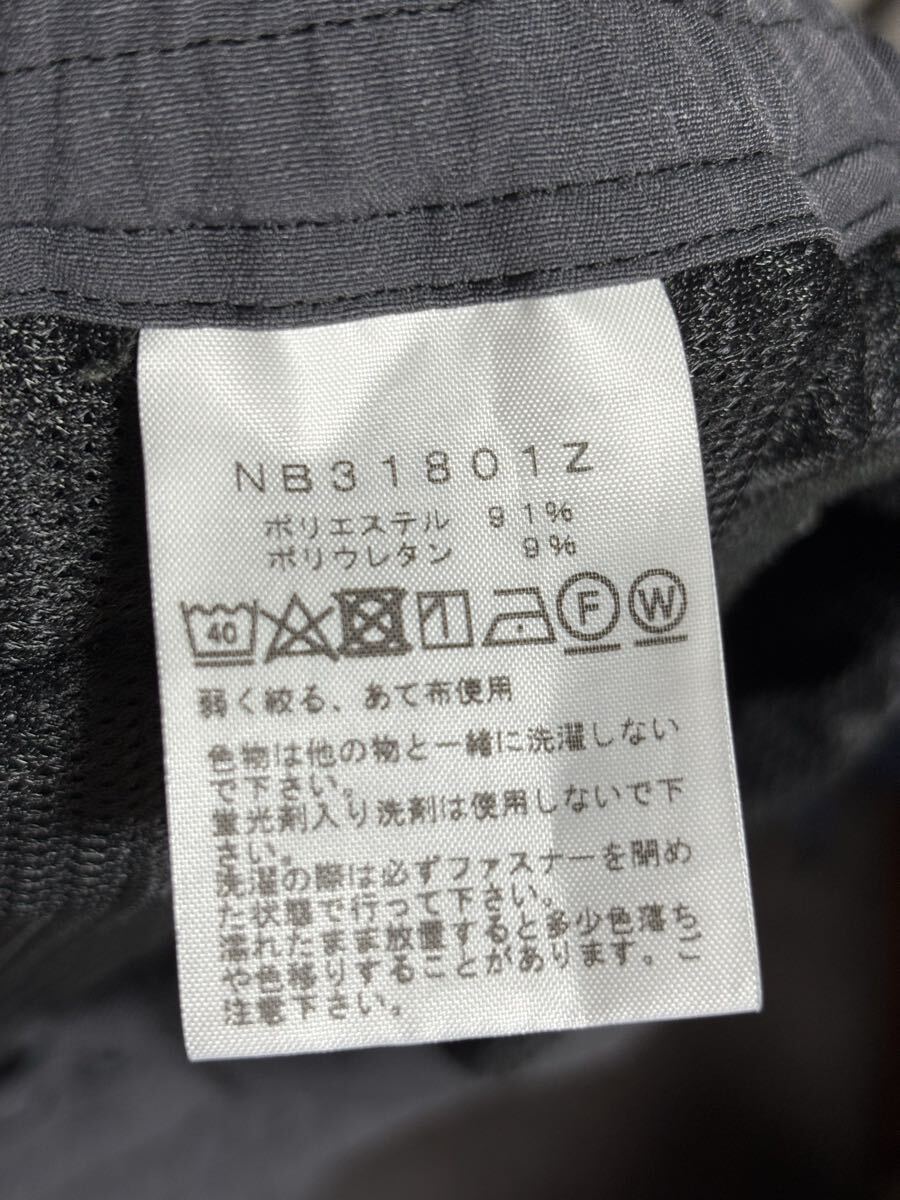 NB31801Z
ポリエステル 91%
ポリウレタン 9%
40 F W
弱く絞る、あて布使用
色物は他の物と一緒に洗濯しない
で下さい。
蛍光剤入り洗剤は使用しないで下
さい。
洗濯の際は必ずファスナーを閉め
た状態で行って下さい。
濡れたまま放置すると多少色落ち
や色移りすることがあります。ご
注意下さい。